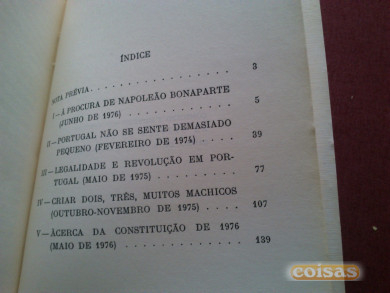 ÍNDICE
NOTA PRÉVIA. . . . . . . . . . . . 3
I — À PROCURA DE NAPOLEÃO BONAPARTE
(JUNHO DE 1976) . . . . . . . . . 5
II — PORTUGAL NÃO SE SENTE DEMASIADO
PEQUENO (FEVEREIRO DE 1974) . . 39
III — LEGALIDADE E REVOLUÇÃO EM POR-
TUGAL (MAIO DE 1975) . . . . . . 77
IV — CRIAR DOIS, TRÊS, MUITOS MACHICOS
(OUTUBRO-NOVEMBRO DE 1975) . . 107
V — ÁCERCA DA CONSTITUIÇÃO DE 1976
(MAIO DE 1976) . . . . . . . . . 139
coisas